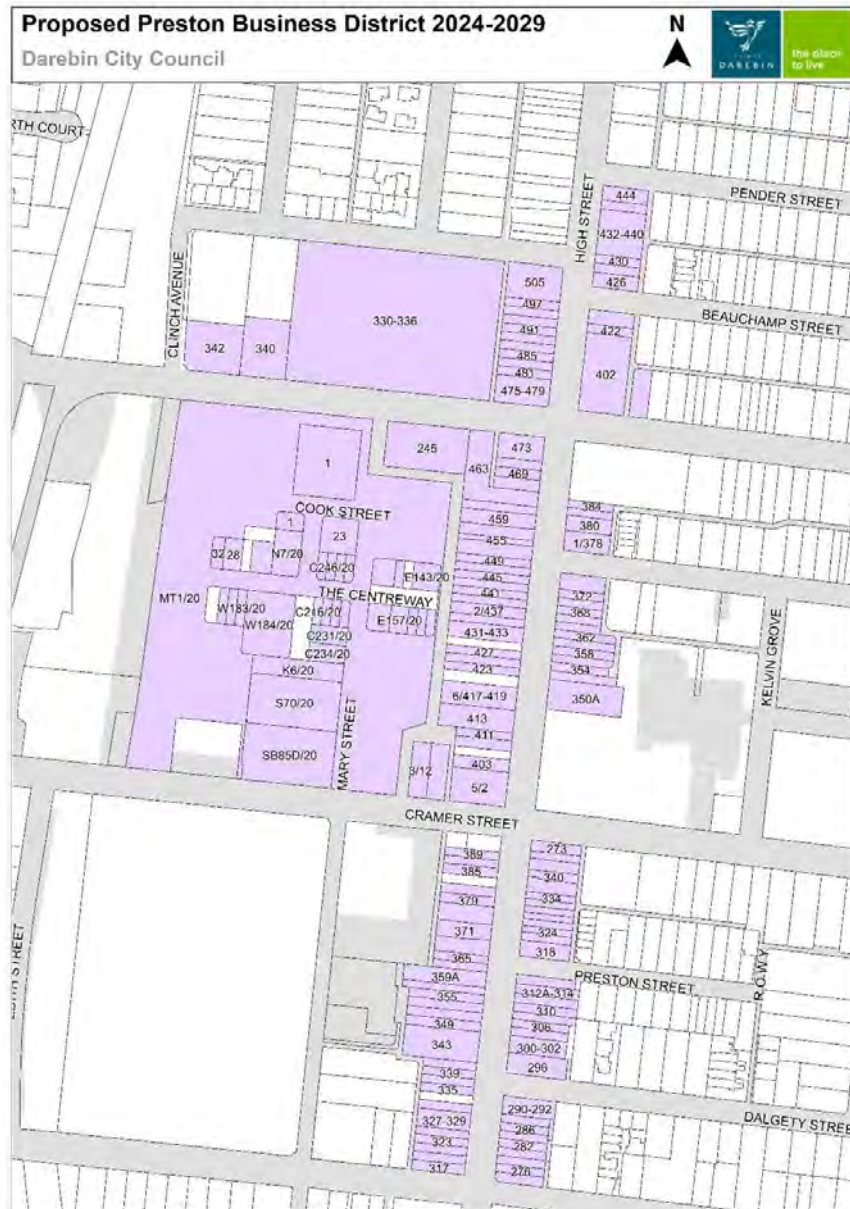 Proposed Preston Business District 2024-2029
Darebin City Council
N
DAREBIN
the place
to live
RTH COURT
PENDER STREET
HIGH STREET
444
432-440
430
426
CLINCH AVENUE
BEAUCHAMP STREET
505
497
491
485
483
475-479
330-336
342
340
422
402
1
245
463
473
469
COOK STREET
1
23
32
28
N7/20
C246/20
E143/20
THE CENTREWAY
MT1/20
W183/20
W184/20
C216/20
C231/20
C234/20
E157/20
K6/20
S70/20
SB85D/20
MARY STREET
459
455
449
445
441
2/437
431-433
427
423
6/417-419
413
411
403
5/2
3/12
384
380
1/378
372
368
362
358
354
350A
KELVIN GROVE
CRAMER STREET
389
385
379
371
365
359A
355
349
343
339
335
327-329
323
317
273
340
334
324
318
PRESTON STREET
R.O.W.Y
312A-314
310
306
300-302
296
DALGETY STREE
290-292
286
282
276